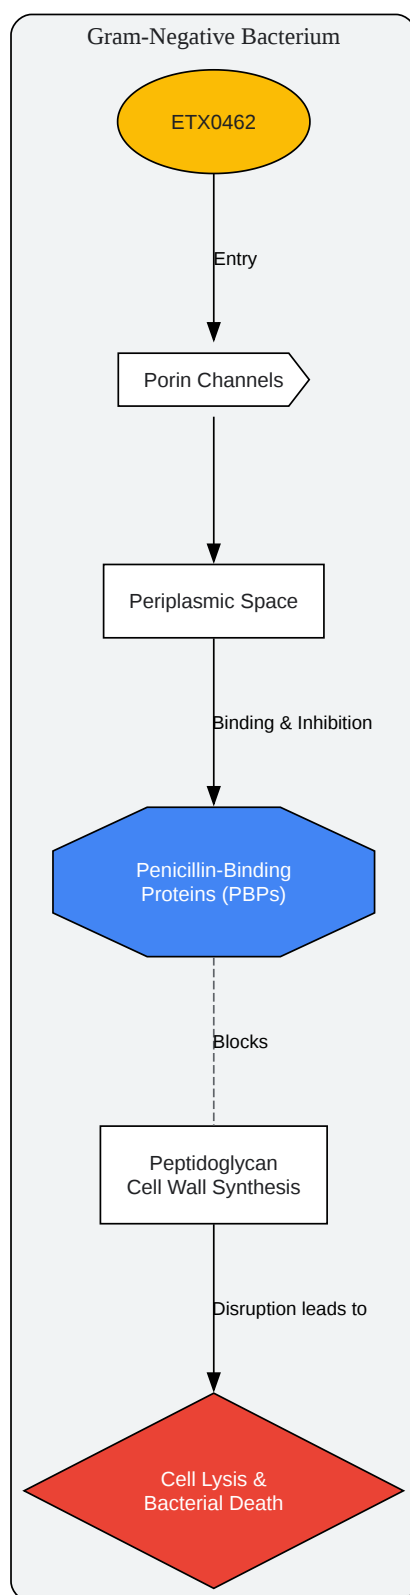 Gram-Negative Bacterium
ETX0462
Entry
Porin Channels
Periplasmic Space
Binding & Inhibition
Penicillin-Binding
Proteins (PBPs)
Blocks
Peptidoglycan
Cell Wall Synthesis
Disruption leads to
Cell Lysis &
Bacterial Death